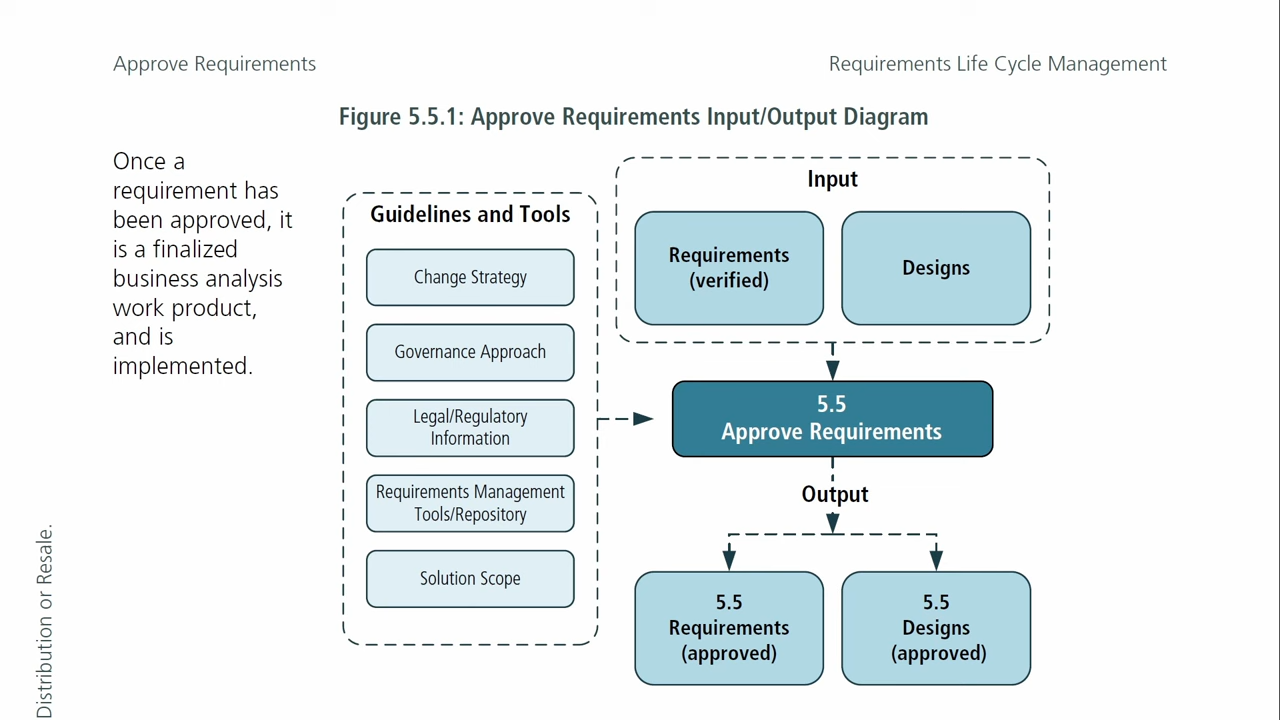 Approve Requirements
Requirements Life Cycle Management
Figure 5.5.1: Approve Requirements Input/Output Diagram
Once a
requirement has
been approved, it
is a finalized
business analysis
work product,
and is
implemented.
Guidelines and Tools
Change Strategy
Governance Approach
Legal/Regulatory
Information
Requirements Management
Tools/Repository
Solution Scope
Input
Requirements
(verified)
Designs
5.5
Approve Requirements
Output
5.5
Requirements
(approved)
5.5
Designs
(approved)
Distribution or Resale.